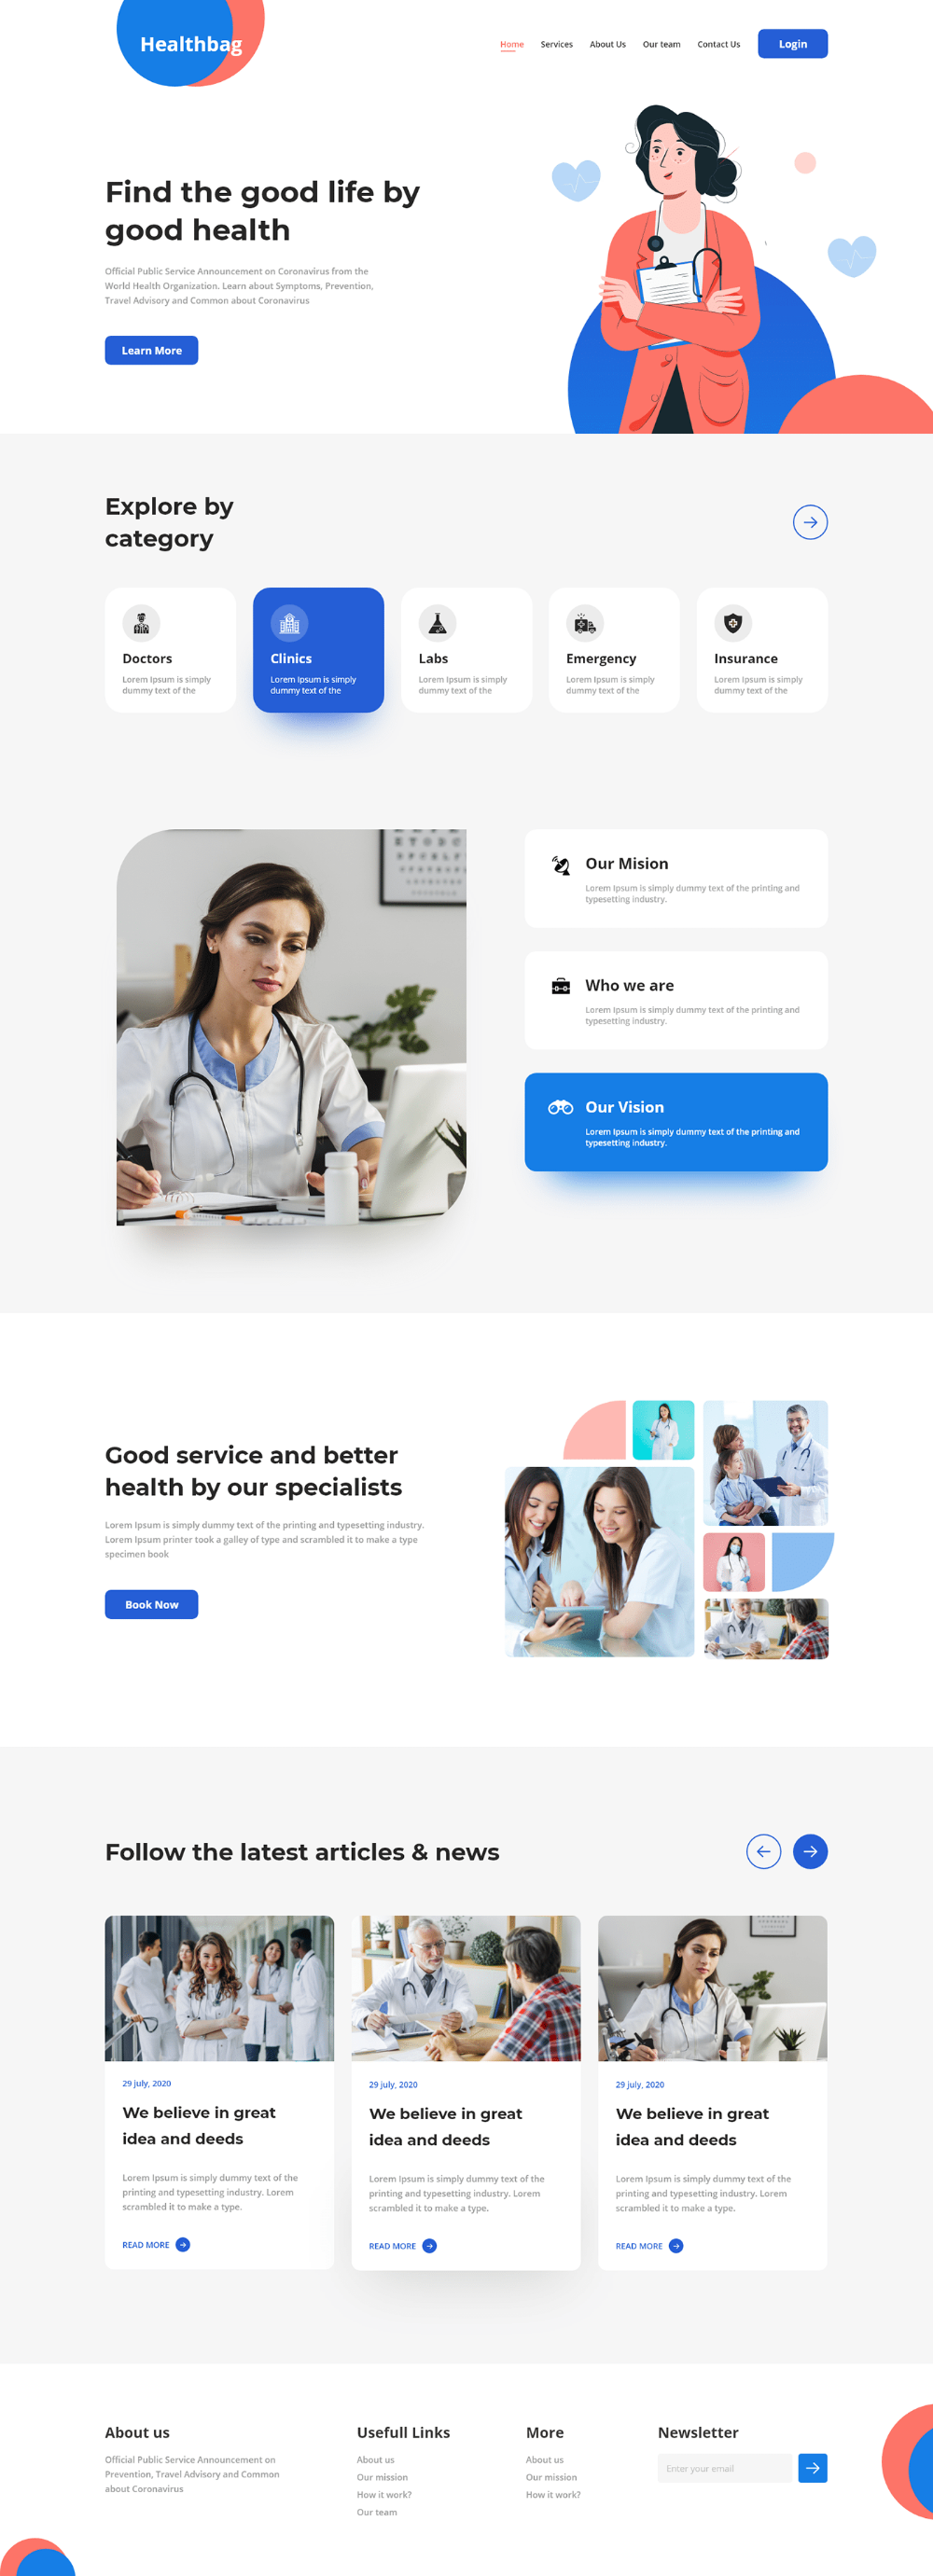 Healthbag
Home Services About Us Our team Contact Us Login
Find the good life by
good health
Official Public Service Announcement on Coronavirus from the
World Health Organization. Learn about Symptoms, Prevention,
Travel Advisory and Common about Coronavirus
Learn More
Explore by
category
Doctors
Lorem Ipsum is simply
dummy text of the
Clinics
Lorem Ipsum is simply
dummy text of the
Labs
Lorem Ipsum is simply
dummy text of the
Emergency
Lorem Ipsum is simply
dummy text of the
Insurance
Lorem Ipsum is simply
dummy text of the
Our Mision
Lorem Ipsum is simply dummy text of the printing and
typesetting industry.
Who we are
Lorem Ipsum is simply dummy text of the printing and
typesetting industry.
Our Vision
Lorem Ipsum is simply dummy text of the printing and
typesetting industry.
Good service and better
health by our specialists
Lorem Ipsum is simply dummy text of the printing and typesetting industry.
Lorem Ipsum printer took a galley of type and scrambled it to make a type
specimen book
Book Now
Follow the latest articles & news
29 july, 2020
We believe in great
idea and deeds
Lorem Ipsum is simply dummy text of the
printing and typesetting industry. Lorem
scrambled it to make a type.
READ MORE
29 july, 2020
We believe in great
idea and deeds
Lorem Ipsum is simply dummy text of the
printing and typesetting industry. Lorem
scrambled it to make a type.
READ MORE
29 july, 2020
We believe in great
idea and deeds
Lorem Ipsum is simply dummy text of the
printing and typesetting industry. Lorem
scrambled it to make a type.
READ MORE
About us
Official Public Service Announcement on
Prevention, Travel Advisory and Common
about Coronavirus
Usefull Links
About us
Our mission
How it work?
Our team
More
About us
Our mission
How it work?
Newsletter
Enter your email